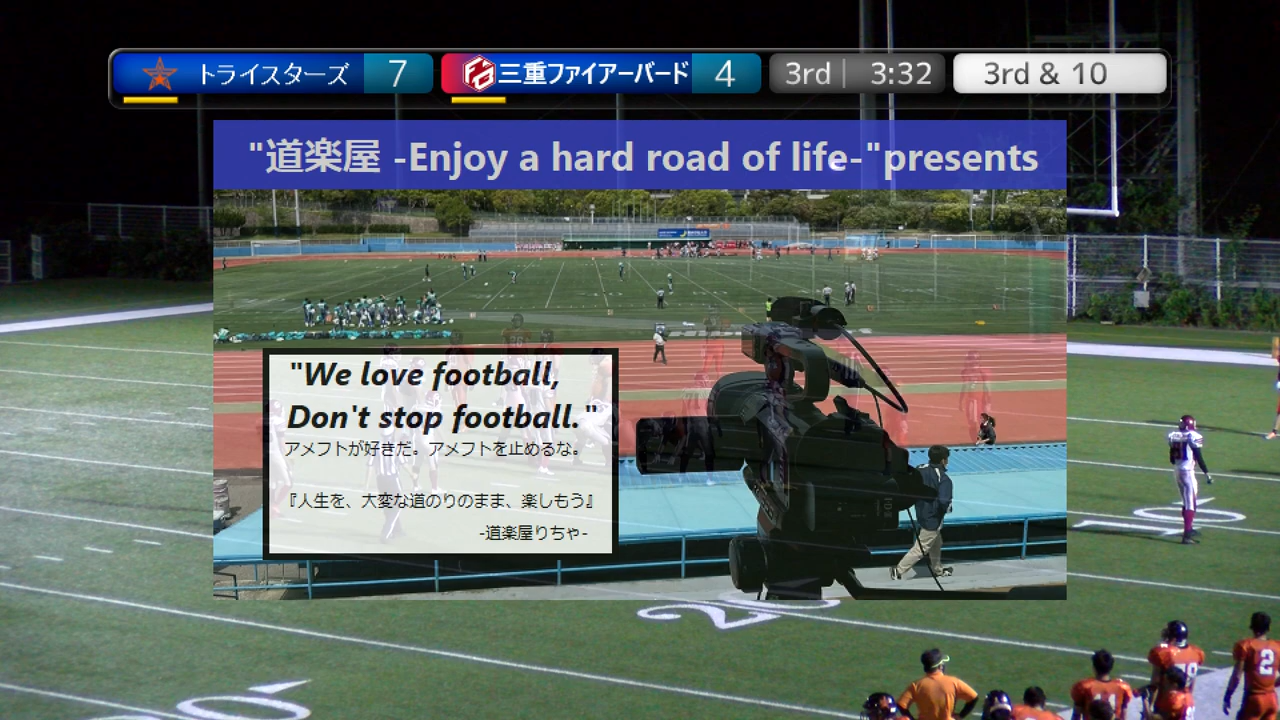 トライスターズ 7 三重ファイアーバード 4 3rd 3:32 3rd & 10
"道楽屋 -Enjoy a hard road of life-"presents
"We love football,
Don't stop football."
アメフトが好きだ。アメフトを止めるな。
『人生を、大変な道のりのまま、楽しもう』
-道楽屋りちゃ-
10
20
2